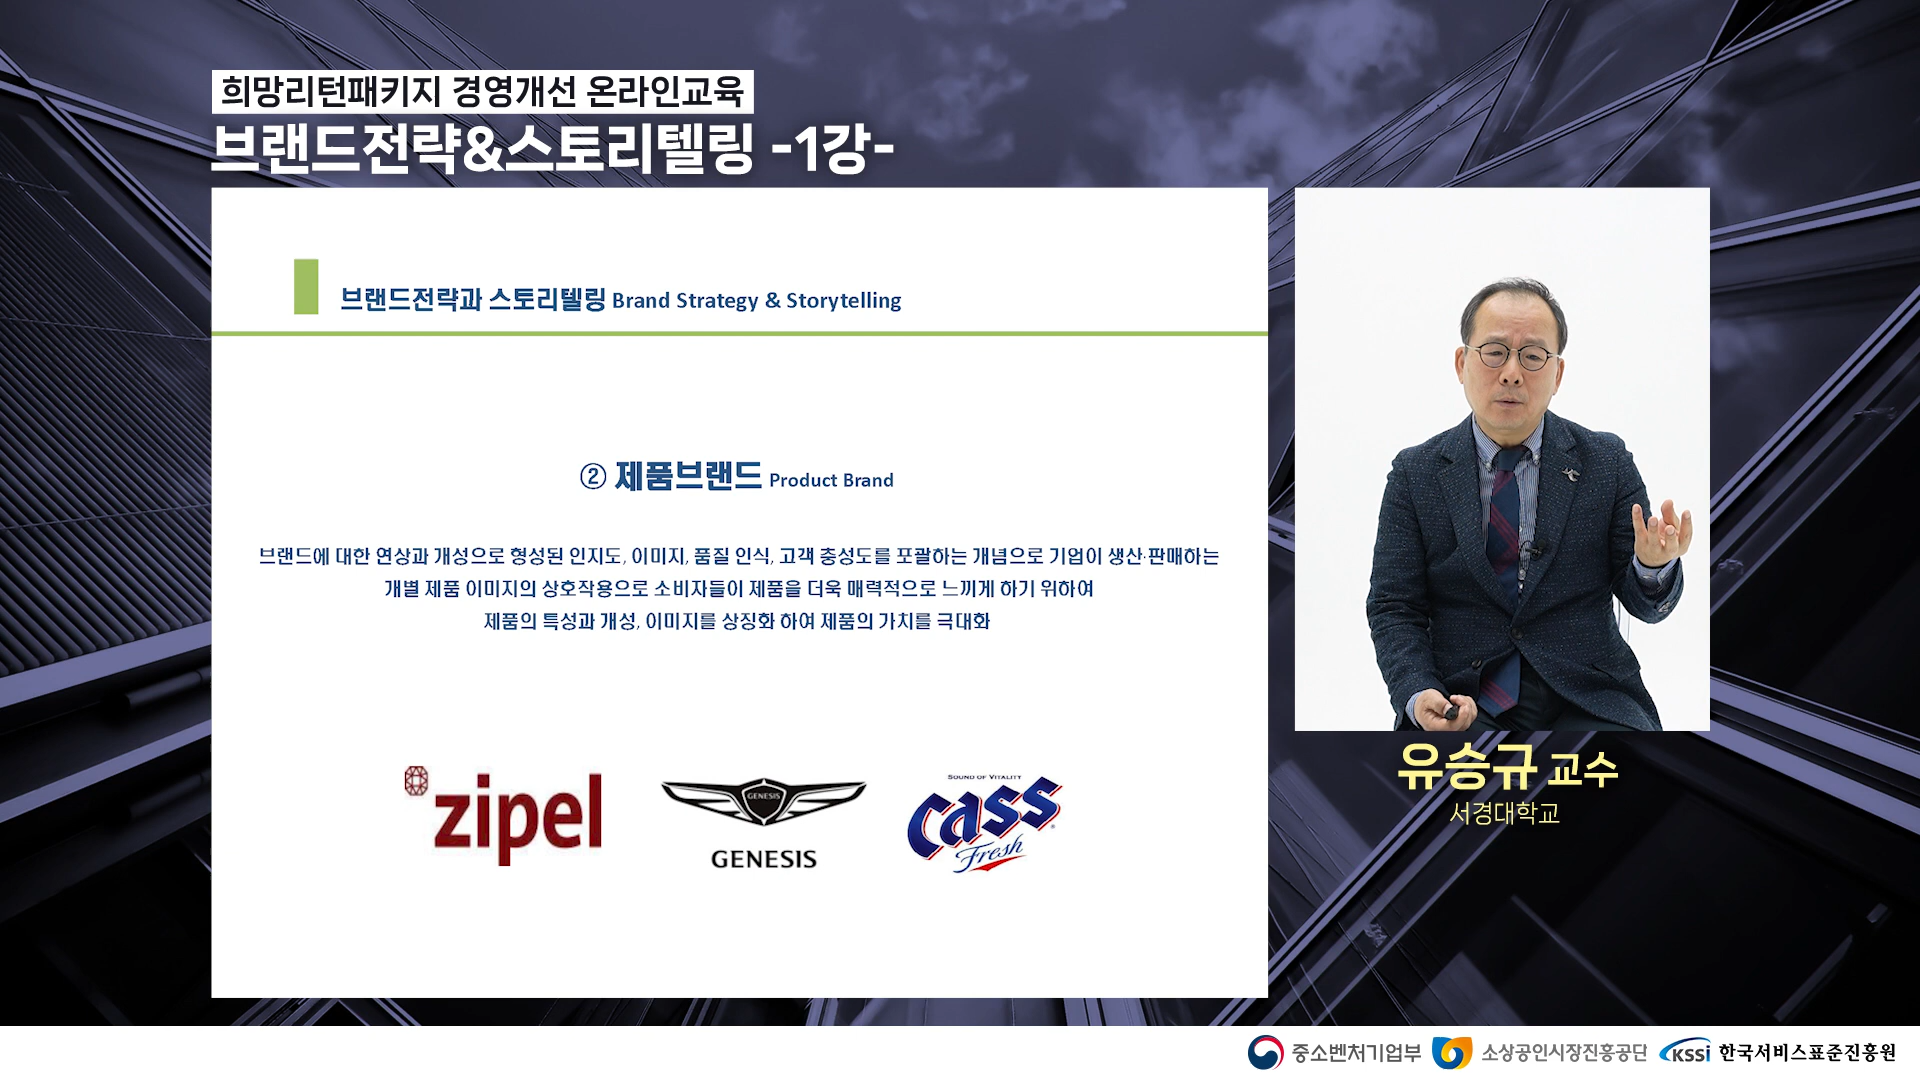 희망리턴패키지 경영개선 온라인교육
브랜드전략&스토리텔링 -1강-
브랜드전략과 스토리텔링 Brand Strategy & Storytelling
② 제품브랜드 Product Brand
브랜드에 대한 연상과 개성으로 형성된 인지도, 이미지, 품질 인식, 고객 충성도를 포괄하는 개념으로 기업이 생산·판매하는
개별 제품 이미지의 상호작용으로 소비자들이 제품을 더욱 매력적으로 느끼게 하기 위하여
제품의 특성과 개성, 이미지를 상징화 하여 제품의 가치를 극대화
zipel
GENESIS
GENESIS
SOUND OF VITALITY
Cass
Fresh
유승규 교수
서경대학교
중소벤처기업부 소상공인시장진흥공단 KSSi 한국서비스표준진흥원